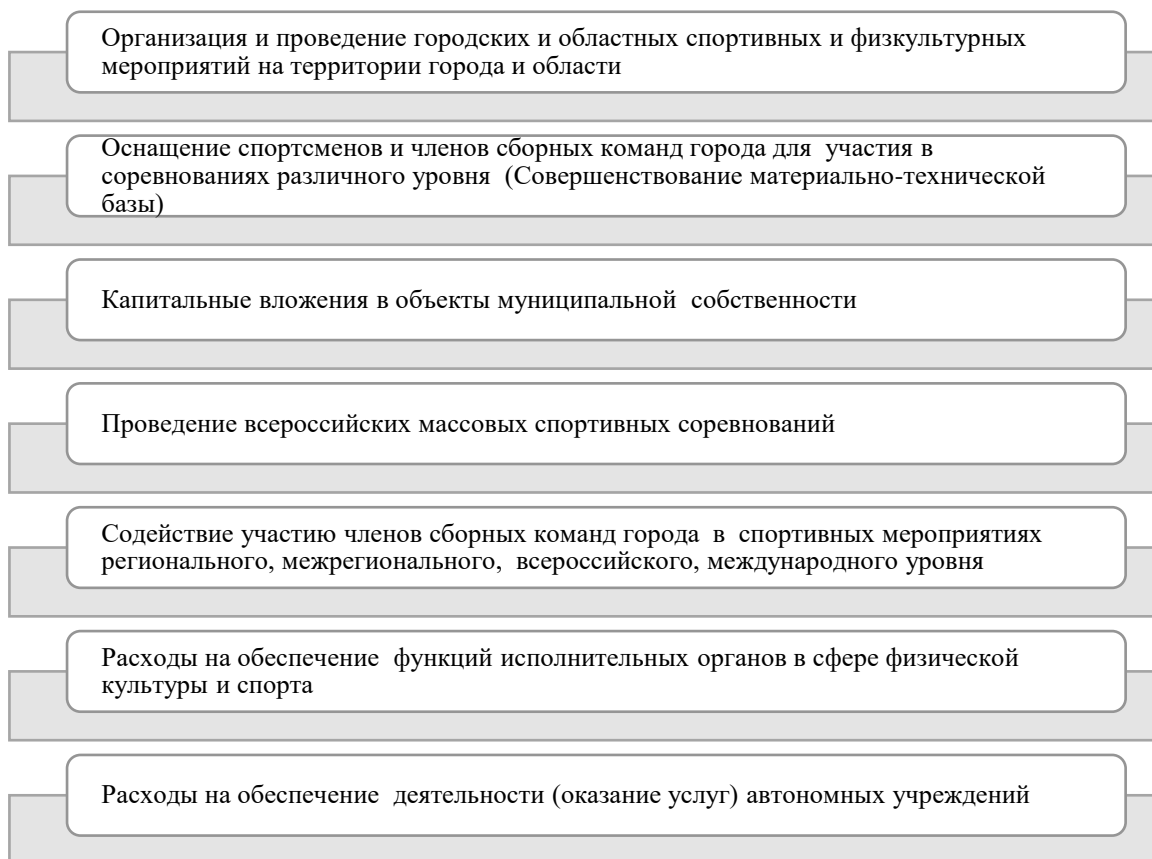 Организация и проведение городских и областных спортивных и физкультурных
мероприятий на территории города и области
Оснащение спортсменов и членов сборных команд города для  участия в
соревнованиях различного уровня  (Совершенствование материально-технической
базы)
Капитальные вложения в объекты муниципальной  собственности
Проведение всероссийских массовых спортивных соревнований
Содействие участию членов сборных команд города  в  спортивных мероприятиях
регионального, межрегионального,  всероссийского, международного уровня
Расходы на обеспечение  функций исполнительных органов в сфере физической
культуры и спорта
Расходы на обеспечение  деятельности (оказание услуг) автономных учреждений